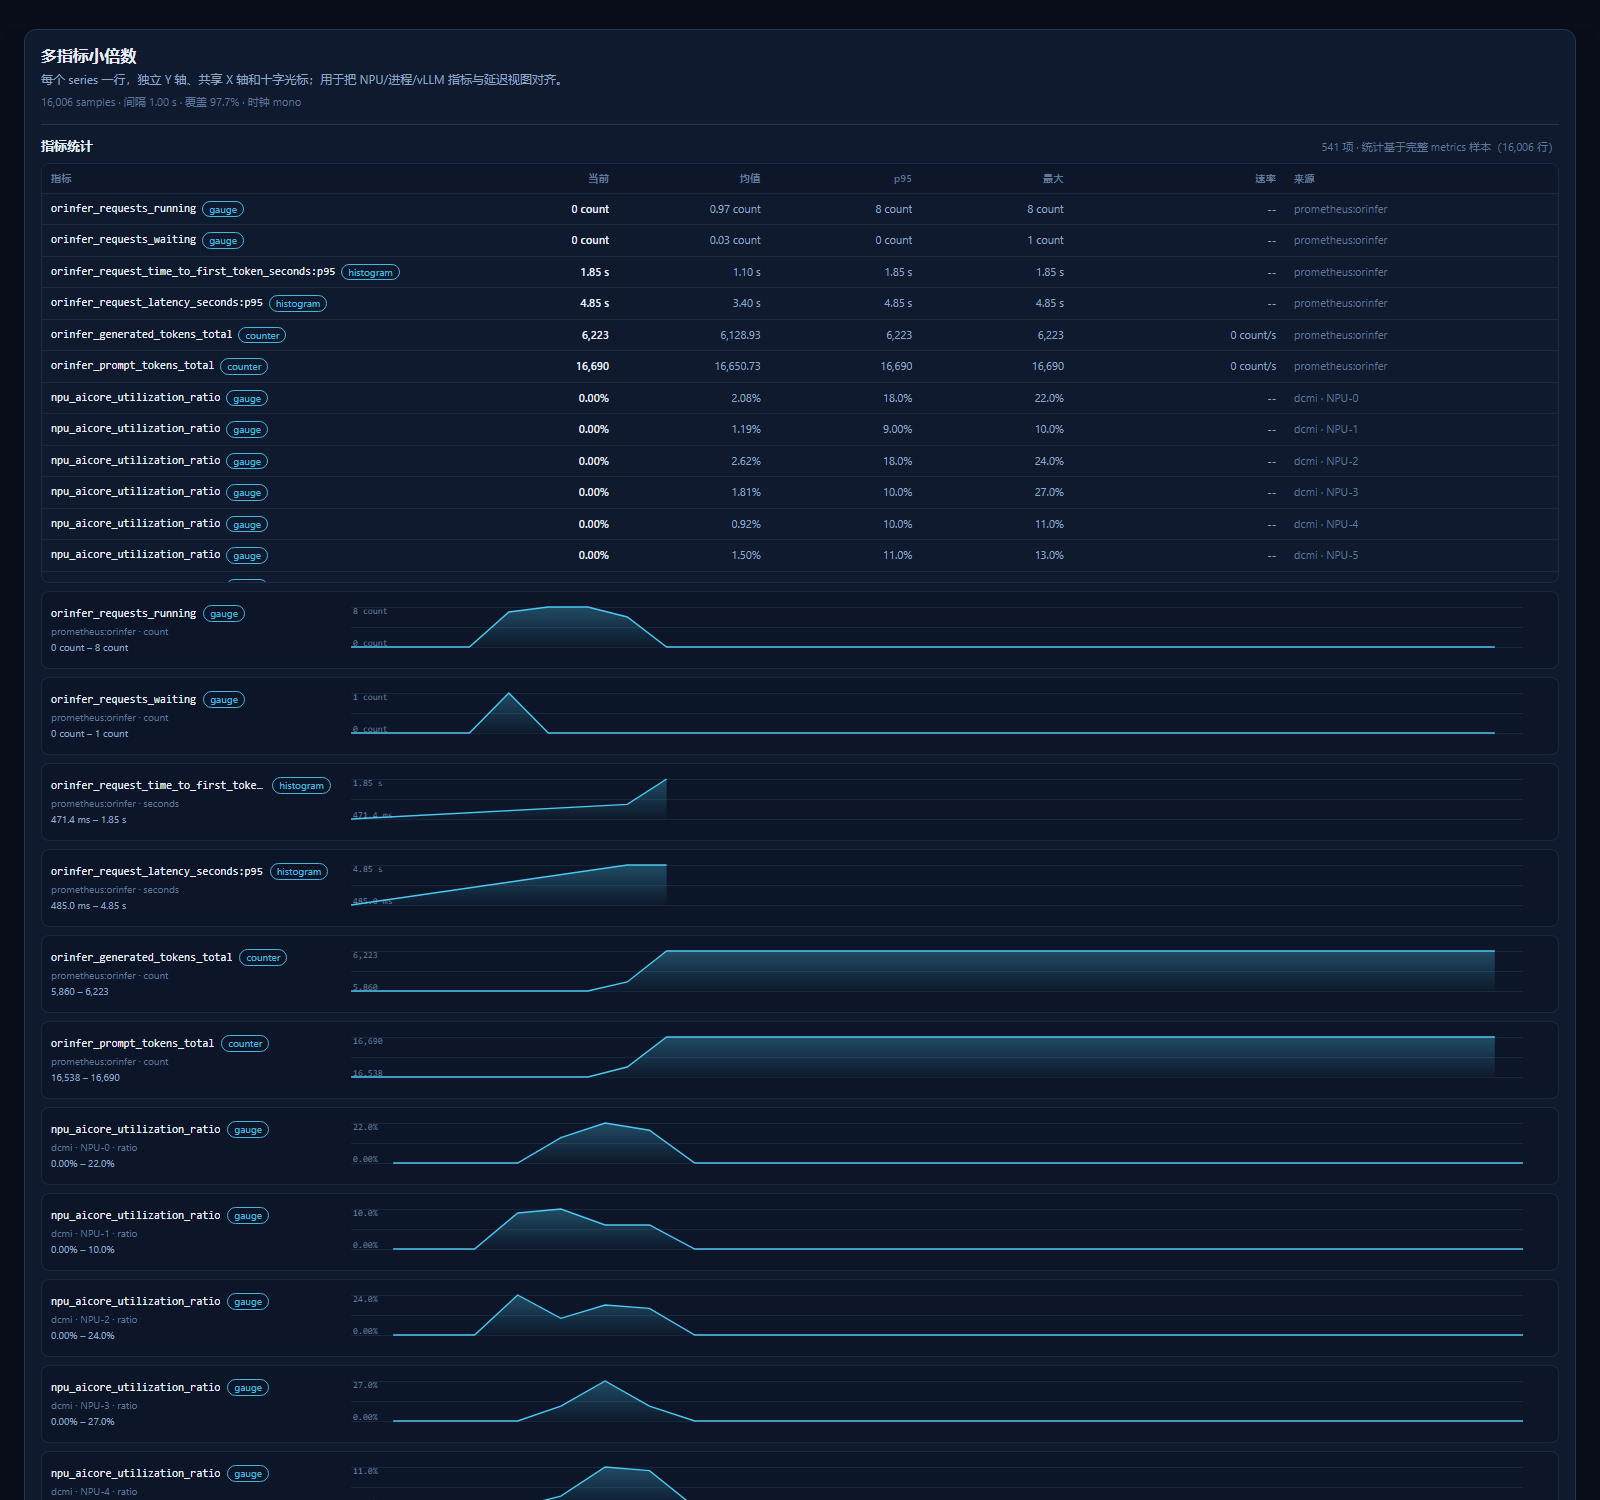 多指标小倍数
每个 series 一行，独立 Y 轴、共享 X 轴和十字光标；用于把 NPU/进程/vLLM 指标与延迟视图对齐。
16,006 samples · 间隔 1.00 s · 覆盖 97.7% · 时钟 mono
指标统计 541 项 · 统计基于完整 metrics 样本（16,006 行）
指标 当前 均值 p95 最大 速率 来源
orinfer_requests_running gauge 0 count 0.97 count 8 count 8 count -- prometheus:orinfer
orinfer_requests_waiting gauge 0 count 0.03 count 0 count 1 count -- prometheus:orinfer
orinfer_request_time_to_first_token_seconds:p95 histogram 1.85 s 1.10 s 1.85 s 1.85 s -- prometheus:orinfer
orinfer_request_latency_seconds:p95 histogram 4.85 s 3.40 s 4.85 s 4.85 s -- prometheus:orinfer
orinfer_generated_tokens_total counter 6,223 6,128.93 6,223 6,223 0 count/s prometheus:orinfer
orinfer_prompt_tokens_total counter 16,690 16,650.73 16,690 16,690 0 count/s prometheus:orinfer
npu_aicore_utilization_ratio gauge 0.00% 2.08% 18.0% 22.0% -- dcmi · NPU-0
npu_aicore_utilization_ratio gauge 0.00% 1.19% 9.00% 10.0% -- dcmi · NPU-1
npu_aicore_utilization_ratio gauge 0.00% 2.62% 18.0% 24.0% -- dcmi · NPU-2
npu_aicore_utilization_ratio gauge 0.00% 1.81% 10.0% 27.0% -- dcmi · NPU-3
npu_aicore_utilization_ratio gauge 0.00% 0.92% 10.0% 11.0% -- dcmi · NPU-4
npu_aicore_utilization_ratio gauge 0.00% 1.50% 11.0% 13.0% -- dcmi · NPU-5
orinfer_requests_running gauge
prometheus:orinfer · count
0 count – 8 count
8 count
0 count
orinfer_requests_waiting gauge
prometheus:orinfer · count
0 count – 1 count
1 count
0 count
orinfer_request_time_to_first_toke… histogram
prometheus:orinfer · seconds
471.4 ms – 1.85 s
1.85 s
471.4 ms
orinfer_request_latency_seconds:p95 histogram
prometheus:orinfer · seconds
485.0 ms – 4.85 s
4.85 s
485.0 ms
orinfer_generated_tokens_total counter
prometheus:orinfer · count
5,860 – 6,223
6,223
5,860
orinfer_prompt_tokens_total counter
prometheus:orinfer · count
16,538 – 16,690
16,690
16,538
npu_aicore_utilization_ratio gauge
dcmi · NPU-0 · ratio
0.00% – 22.0%
22.0%
0.00%
npu_aicore_utilization_ratio gauge
dcmi · NPU-1 · ratio
0.00% – 10.0%
10.0%
0.00%
npu_aicore_utilization_ratio gauge
dcmi · NPU-2 · ratio
0.00% – 24.0%
24.0%
0.00%
npu_aicore_utilization_ratio gauge
dcmi · NPU-3 · ratio
0.00% – 27.0%
27.0%
0.00%
npu_aicore_utilization_ratio gauge
dcmi · NPU-4 · ratio
11.0%